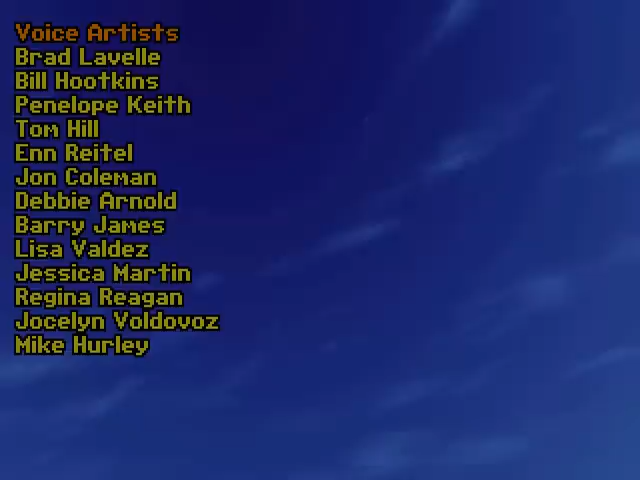 Voice Artists
Brad Lavelle
Bill Hootkins
Penelope Keith
Tom Hill
Enn Reitel
Jon Coleman
Debbie Arnold
Barry James
Lisa Valdez
Jessica Martin
Regina Reagan
Jocelyn Voldovoz
Mike Hurley